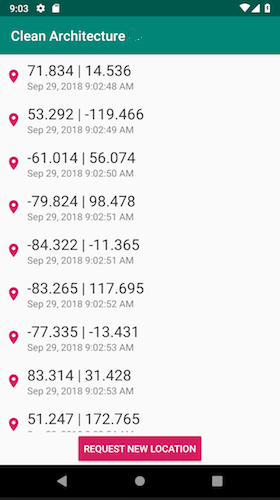 9:03
Clean Architecture
71.834 | 14.536
Sep 29, 2018 9:02:48 AM
53.292 | -119.466
Sep 29, 2018 9:02:49 AM
-61.014 | 56.074
Sep 29, 2018 9:02:50 AM
-79.824 | 98.478
Sep 29, 2018 9:02:51 AM
-84.322 | -11.365
Sep 29, 2018 9:02:51 AM
-83.265 | 117.695
Sep 29, 2018 9:02:52 AM
-77.335 | -13.431
Sep 29, 2018 9:02:53 AM
83.314 | 31.428
Sep 29, 2018 9:02:53 AM
51.247 | 172.765
REQUEST NEW LOCATION